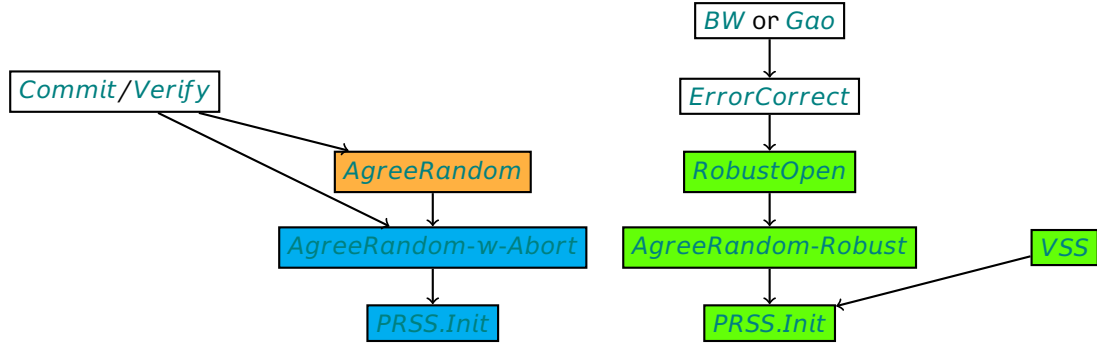 BW or Gao
Commit/Verify
ErrorCorrect
AgreeRandom
RobustOpen
AgreeRandom-w-Abort
AgreeRandom-Robust
VSS
PRSS.Init
PRSS.Init